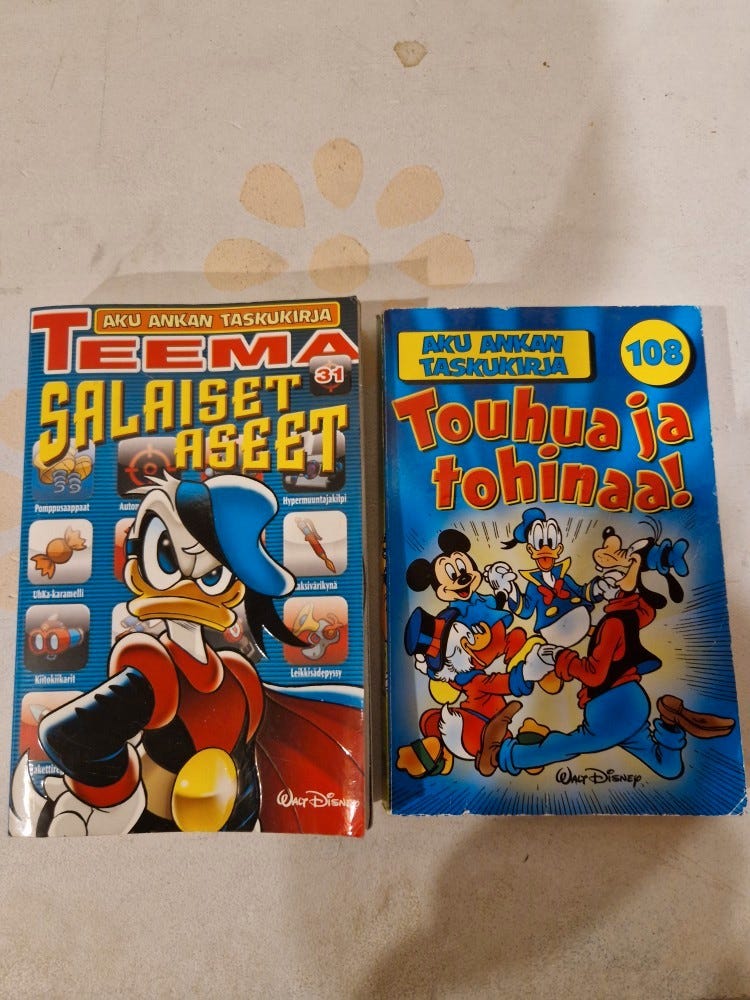 AKU ANKAN TASKUKIRJA
TEEMA
31
SALAISET
ASEET
Pomppusaappaat
Hypermuuntajakilpi
UhKa-karamelli
Kiitokiikarit
Leikkisädepyssy
WALT DISNEY
AKU ANKAN
TASKUKIRJA
108
Touhua ja
tohinaa!
WALT DISNEY